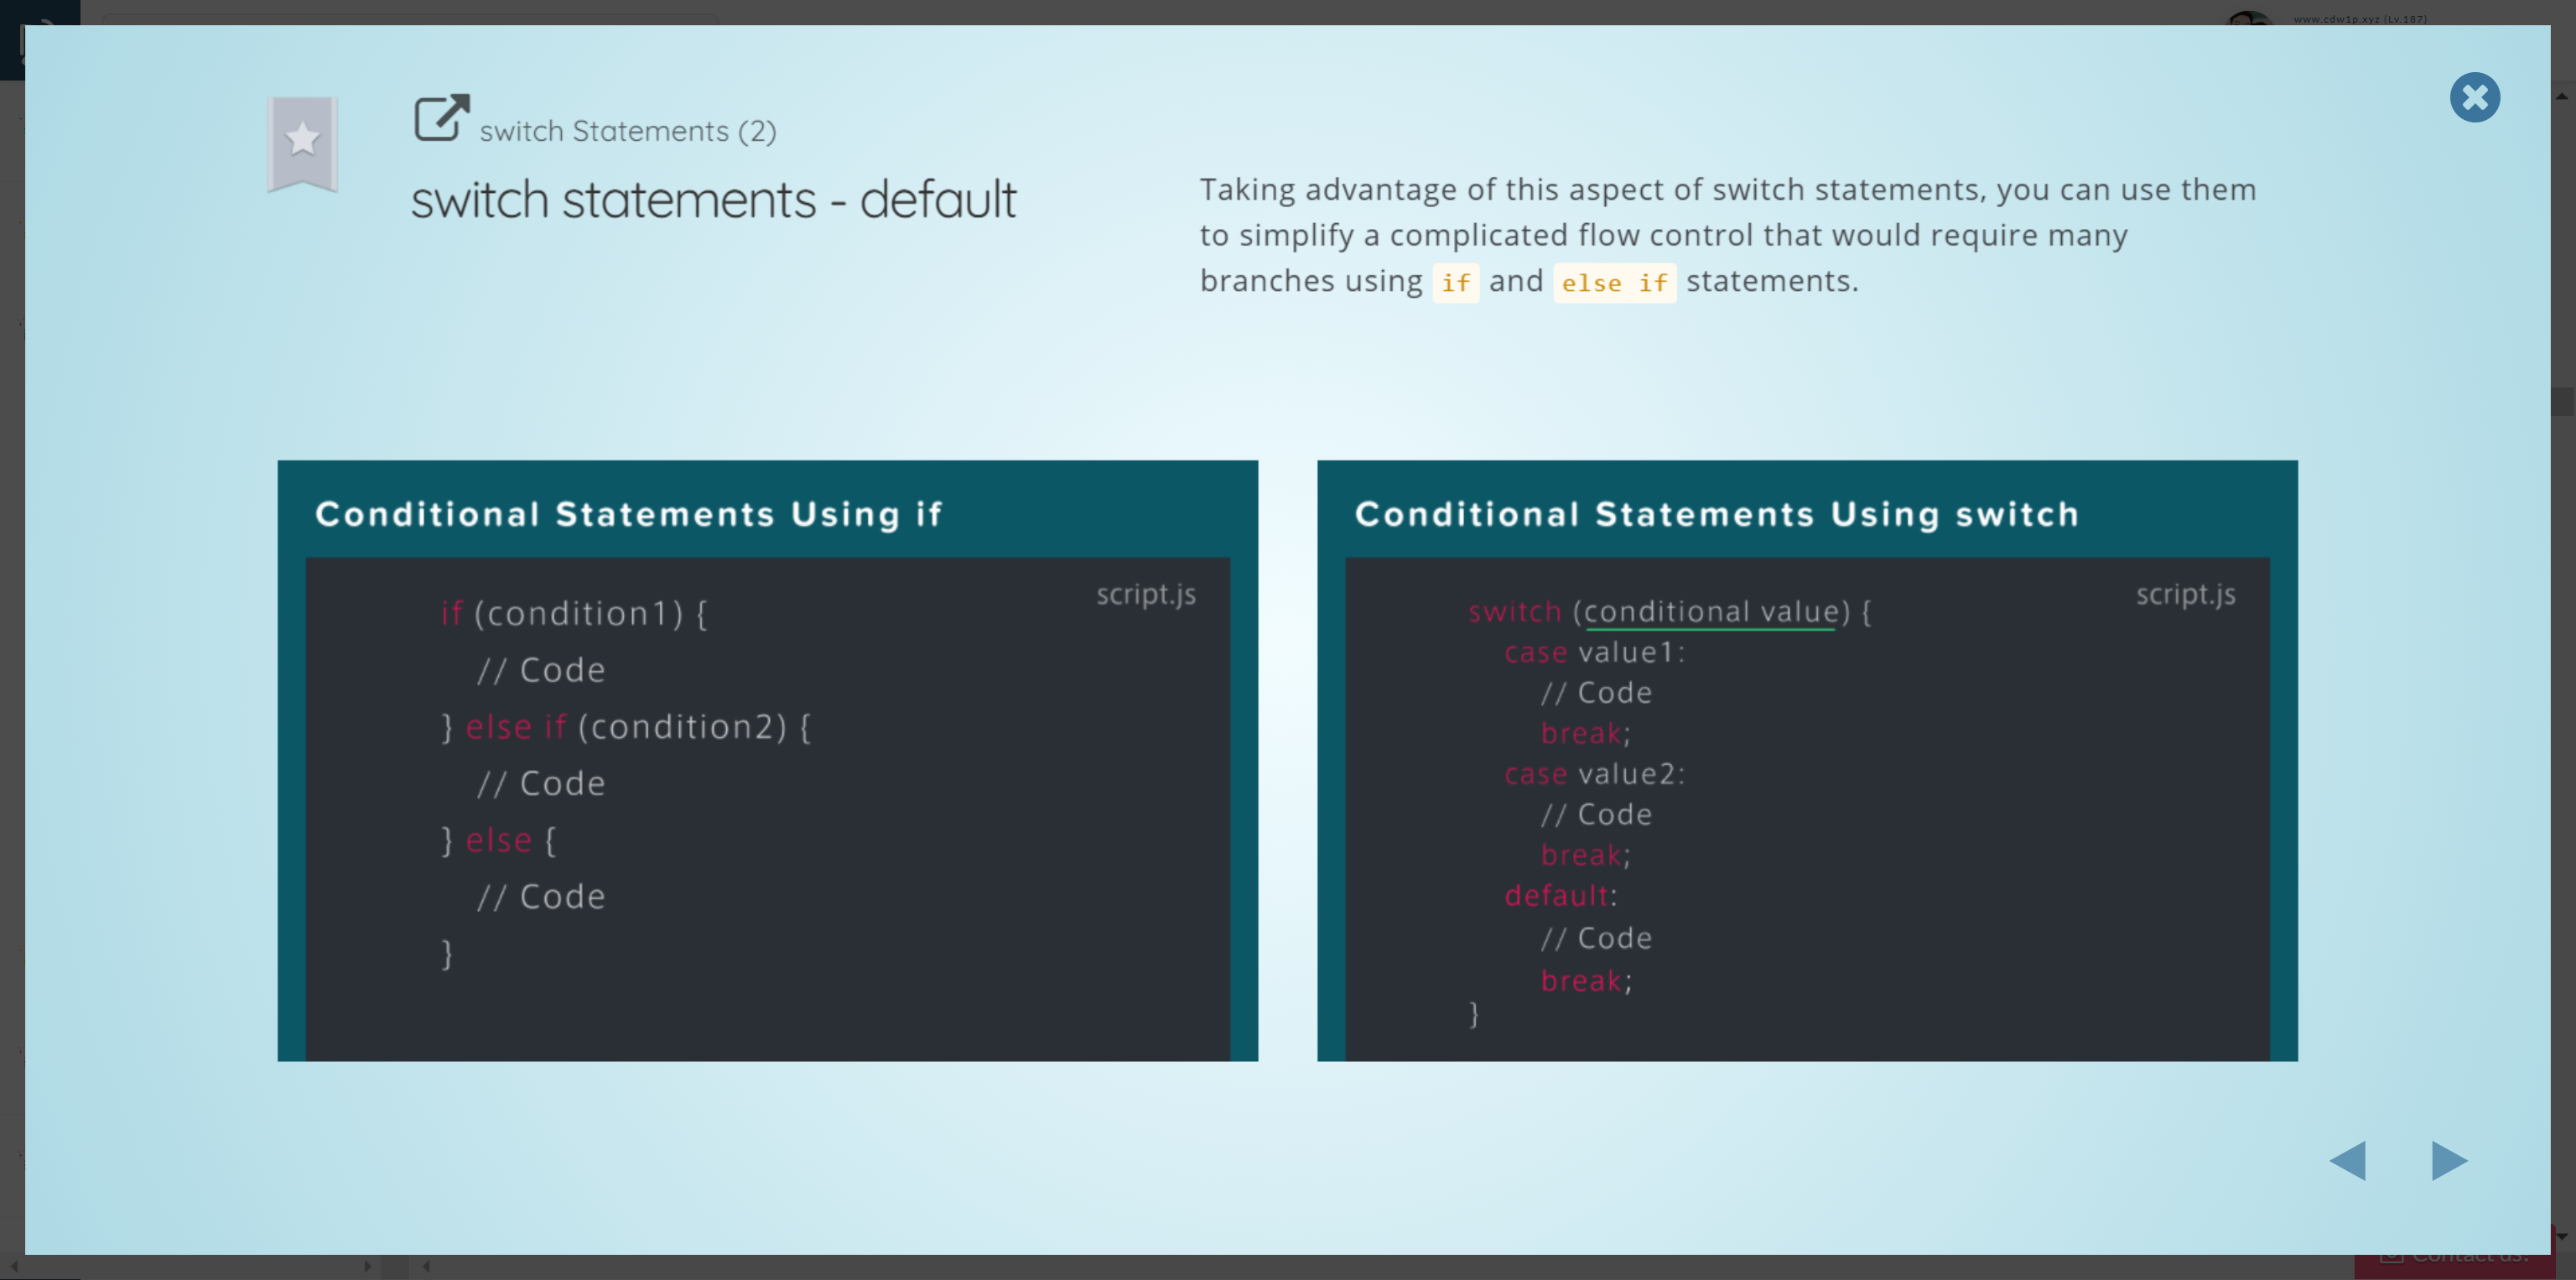 www.cdw1p.xyz (Lv.187)
switch Statements (2)
switch statements - default
Taking advantage of this aspect of switch statements, you can use them
to simplify a complicated flow control that would require many
branches using if and else if statements.
Conditional Statements Using if
script.js
if (condition1) {
// Code
} else if (condition2) {
// Code
} else {
// Code
}
Conditional Statements Using switch
script.js
switch (conditional value) {
case value1:
// Code
break;
case value2:
// Code
break;
default:
// Code
break;
}
Contact us!